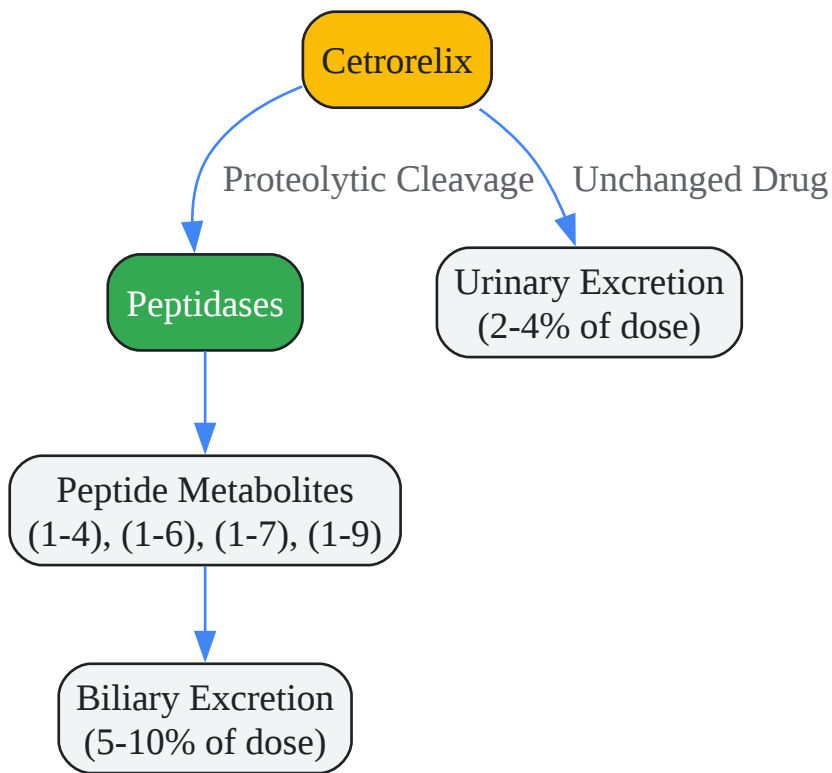 Cetrorelix
Proteolytic Cleavage
Unchanged Drug
Peptidases
Urinary Excretion
(2-4% of dose)
Peptide Metabolites
(1-4), (1-6), (1-7), (1-9)
Biliary Excretion
(5-10% of dose)